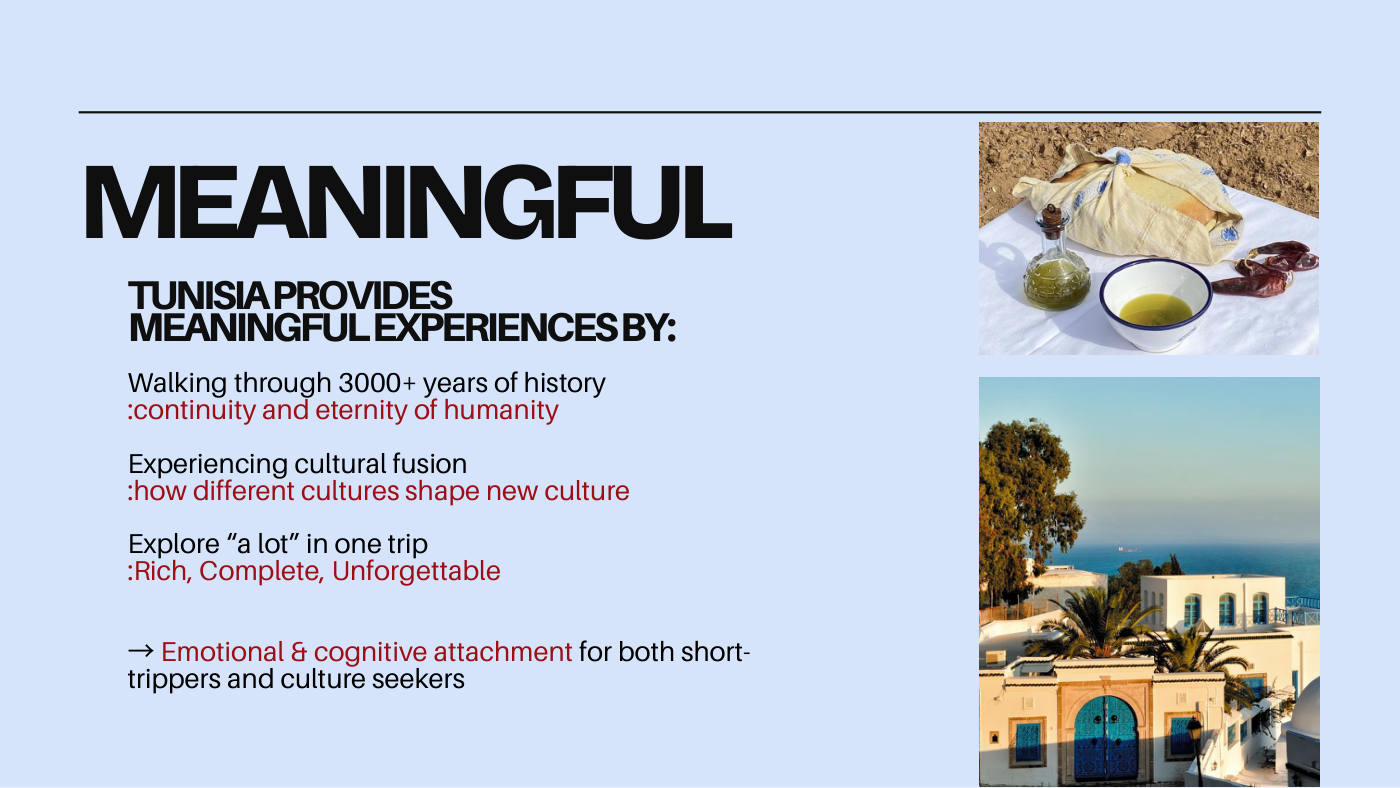 MEANINGFUL
TUNISIA PROVIDES
MEANINGFUL EXPERIENCES BY:
Walking through 3000+ years of history
:continuity and eternity of humanity
Experiencing cultural fusion
:how different cultures shape new culture
Explore “a lot” in one trip
:Rich, Complete, Unforgettable
→ Emotional & cognitive attachment for both short-
trippers and culture seekers